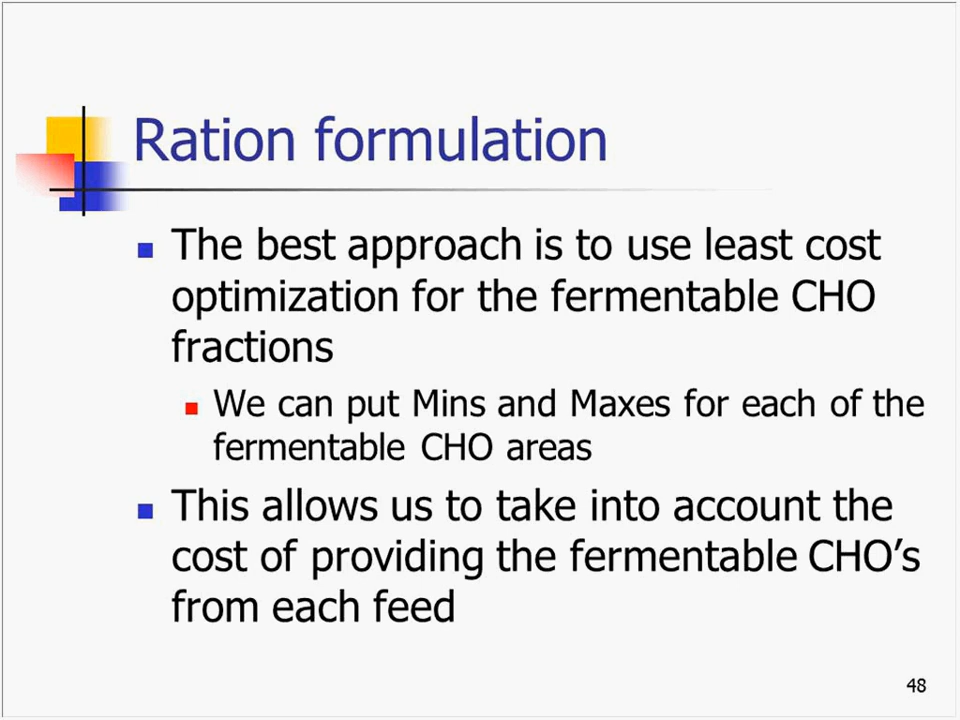 Ration formulation
The best approach is to use least cost
optimization for the fermentable CHO
fractions
We can put Mins and Maxes for each of the
fermentable CHO areas
This allows us to take into account the
cost of providing the fermentable CHO’s
from each feed
48